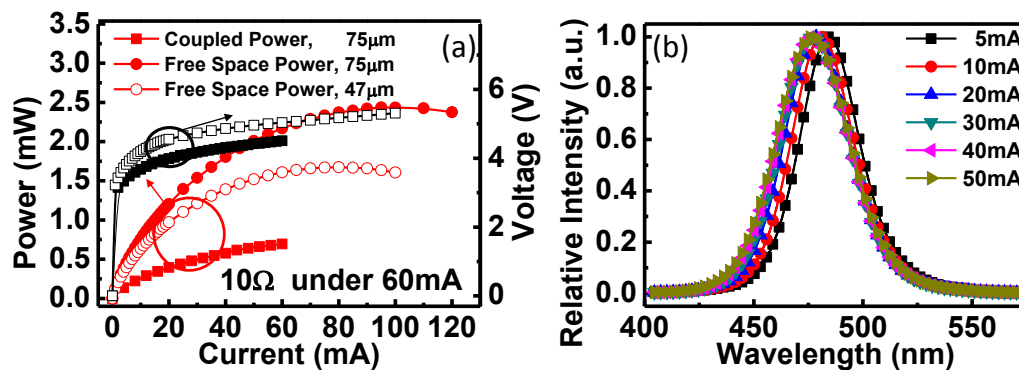 (a)
Coupled Power, 75μm
Free Space Power, 75μm
Free Space Power, 47μm
10Ω under 60mA
Power (mW)
3.5
3.0
2.5
2.0
1.5
1.0
0.5
0.0
Voltage (V)
6
4
2
0
0 20 40 60 80 100 120
Current (mA)
(b)
5mA
10mA
20mA
30mA
40mA
50mA
Relative Intensity (a.u.)
1.0
0.8
0.6
0.4
0.2
0.0
400 450 500 550
Wavelength (nm)